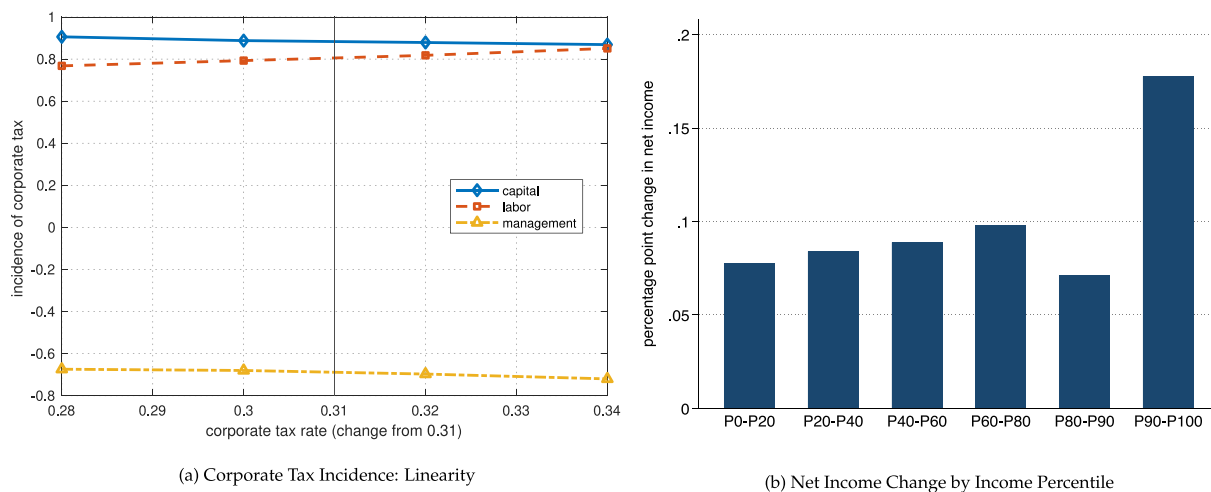 1
0.8
0.6
0.4
0.2
0
-0.2
-0.4
-0.6
-0.8
incidence of corporate tax
capital
labor
management
0.28 0.29 0.3 0.31 0.32 0.33 0.34
corporate tax rate (change from 0.31)
(a) Corporate Tax Incidence: Linearity
.2
.15
.1
.05
0
percentage point change in net income
P0-P20 P20-P40 P40-P60 P60-P80 P80-P90 P90-P100
(b) Net Income Change by Income Percentile